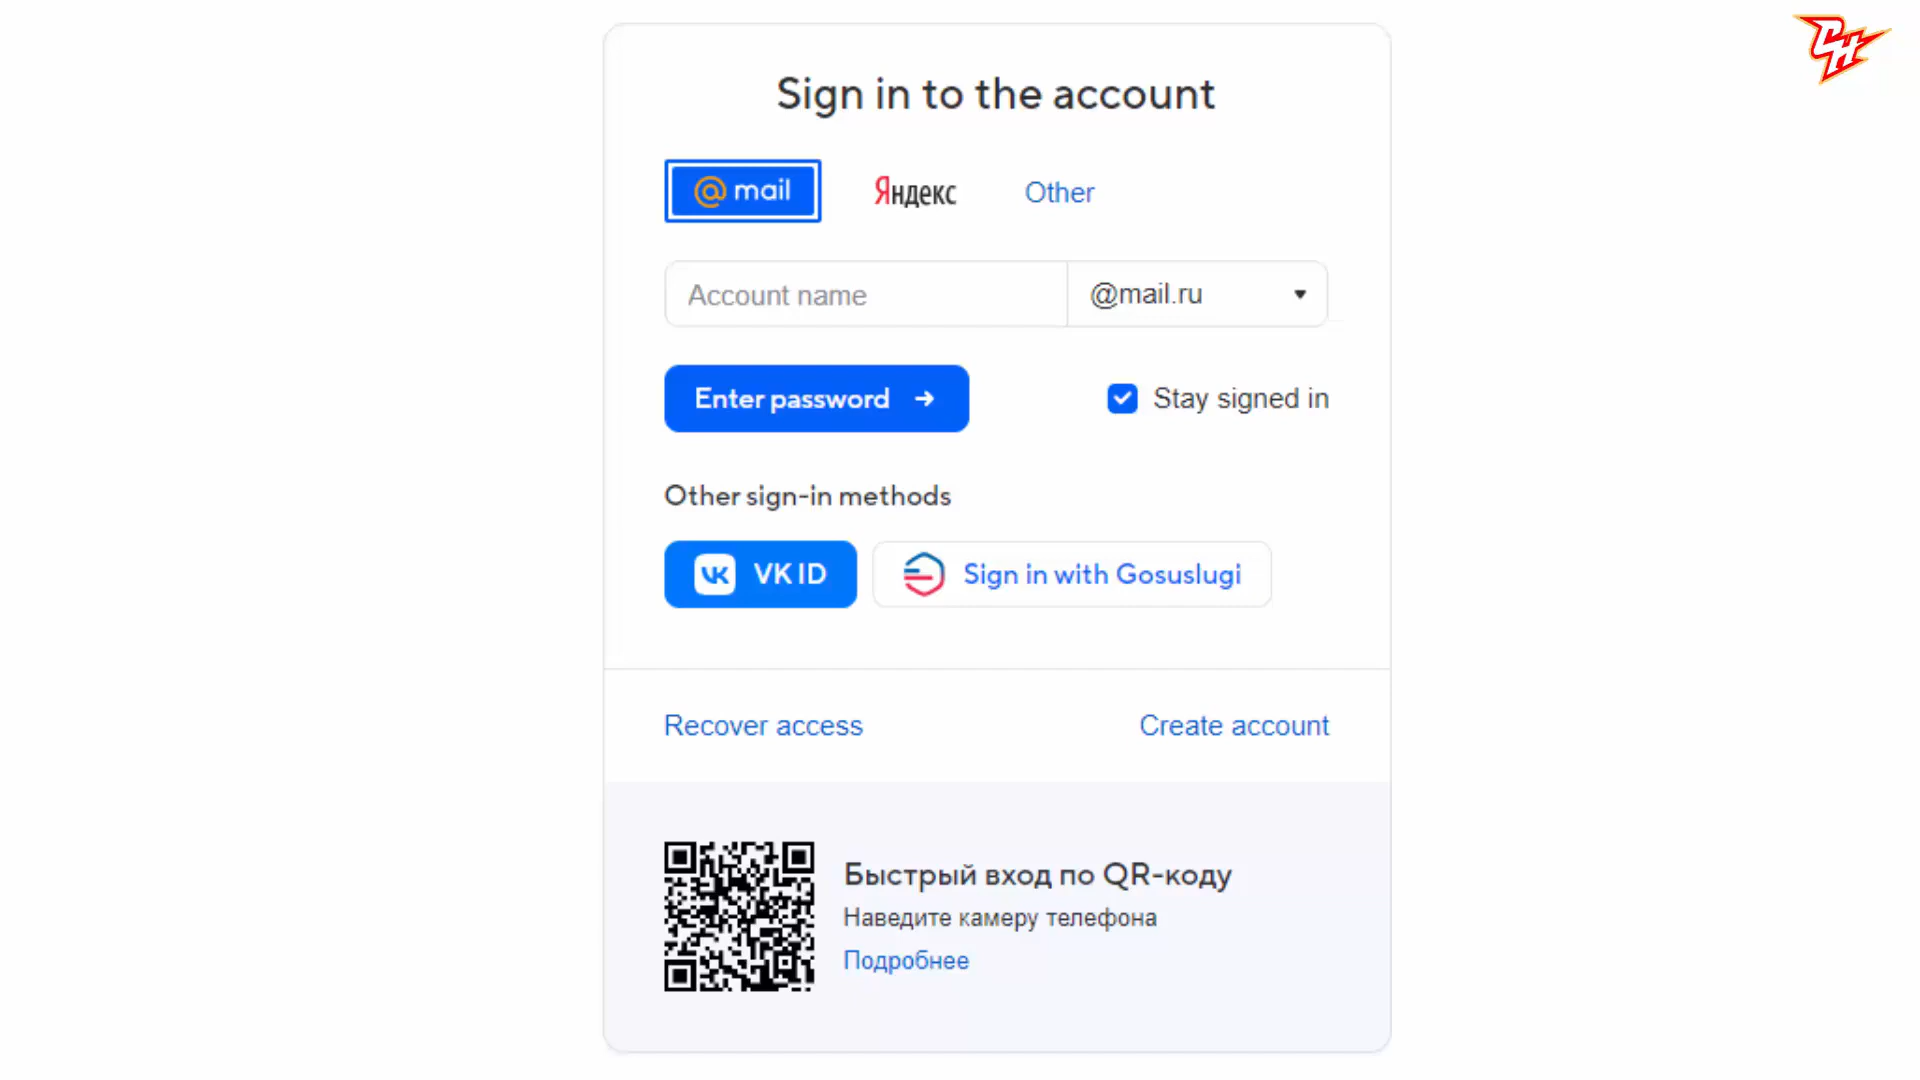 CH
Sign in to the account
@mail Яндекс Other
Account name @mail.ru
Enter password → Stay signed in
Other sign-in methods
VK ID Sign in with Gosuslugi
Recover access Create account
Быстрый вход по QR-коду
Наведите камеру телефона
Подробнее